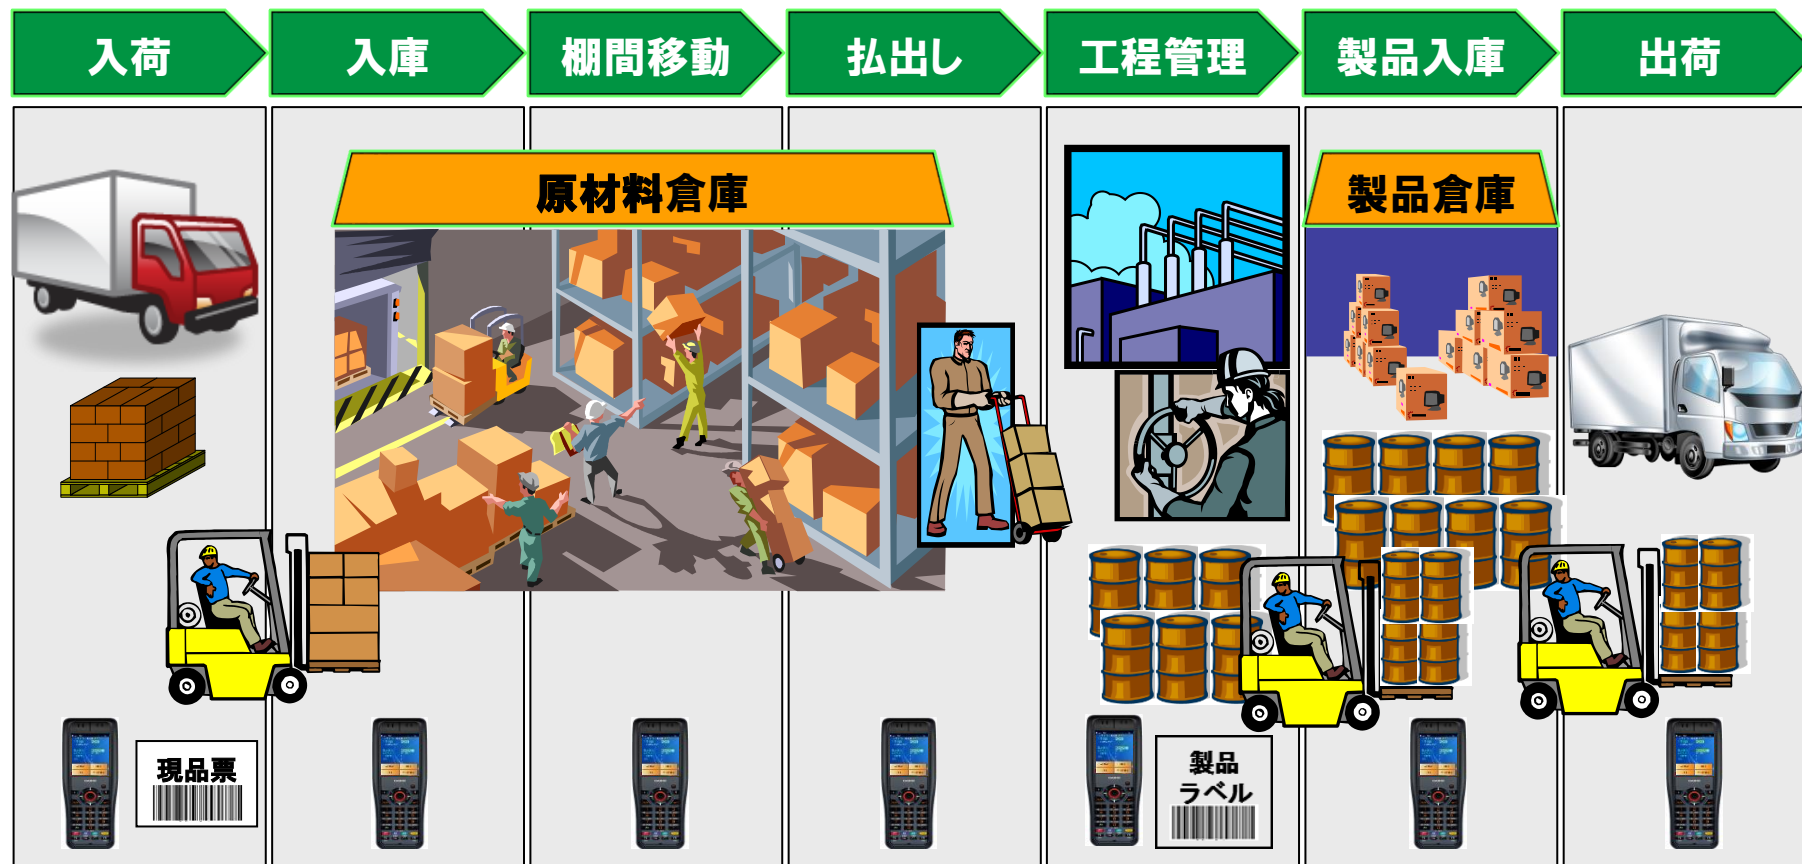 入荷
入庫
棚間移動
払出し
工程管理
製品入庫
出荷
原材料倉庫
製品倉庫
現品票
製品
ラベル